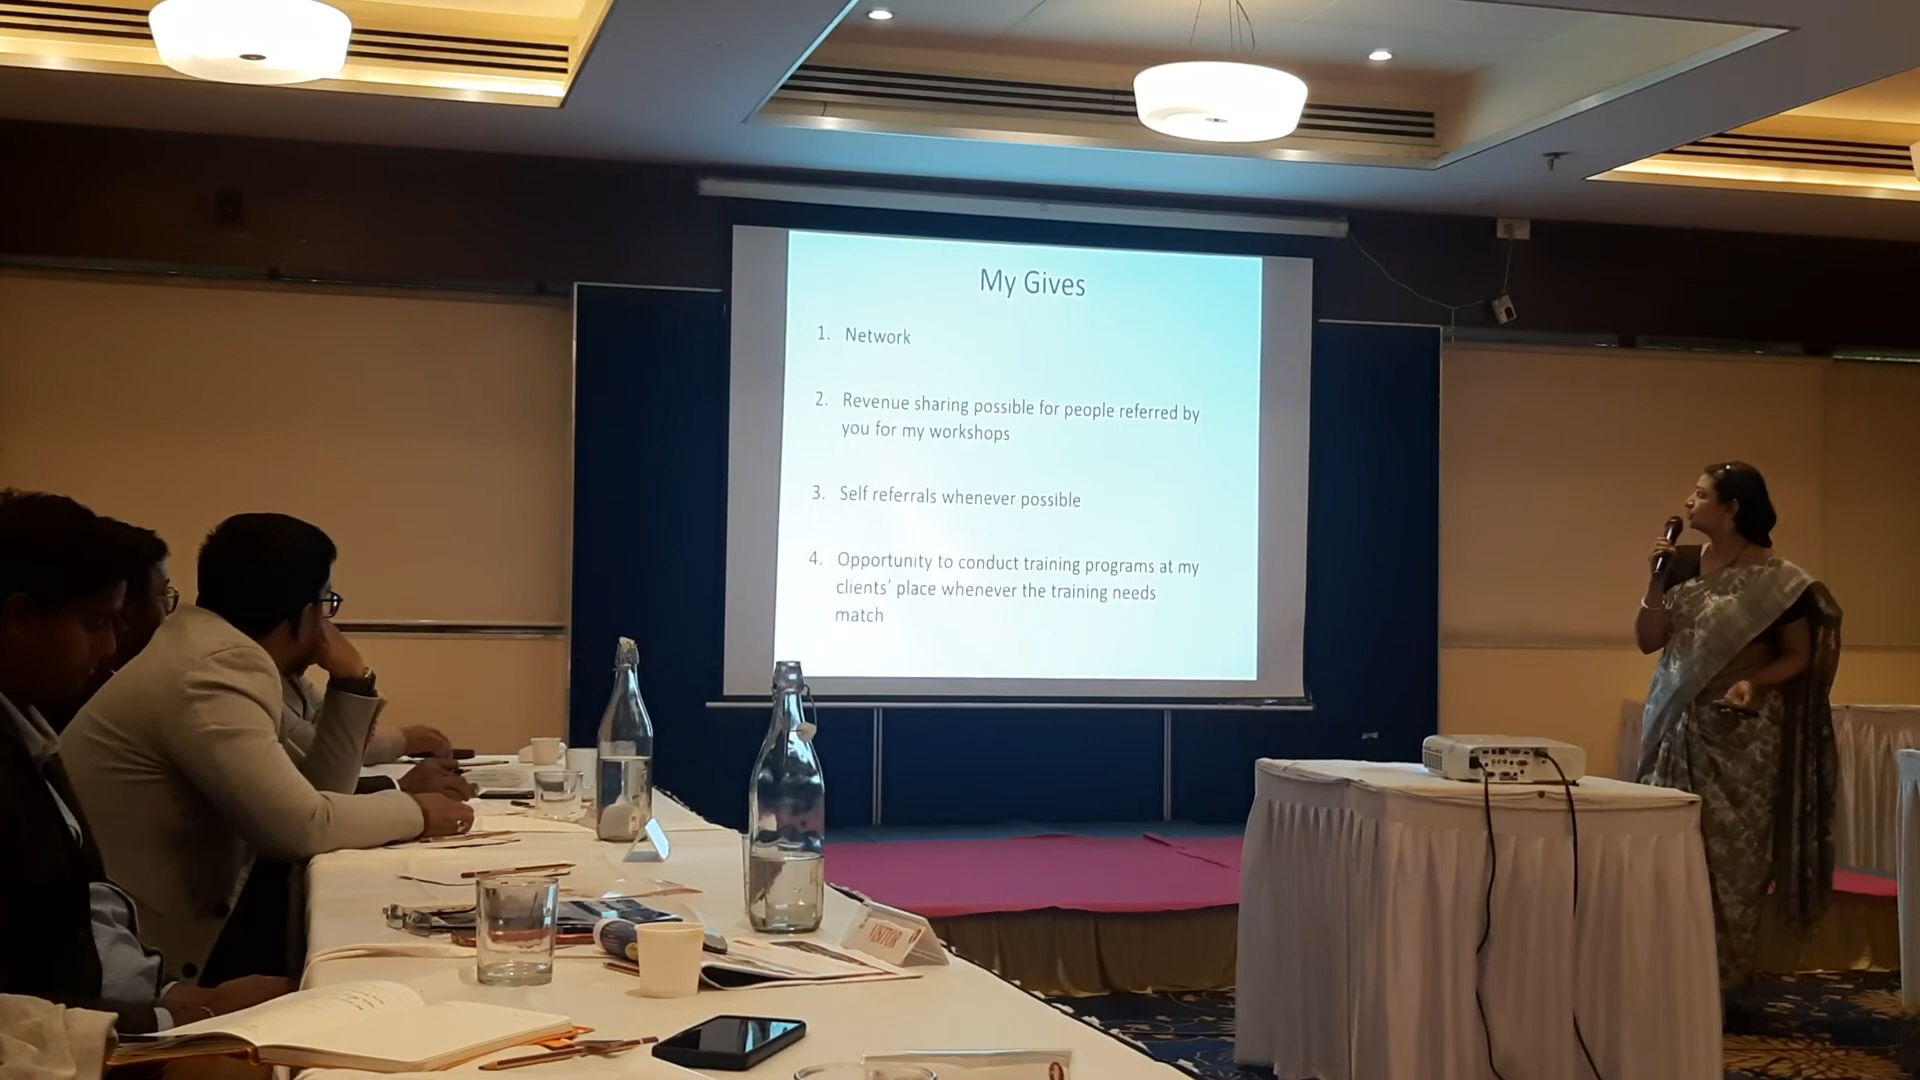 My Gives
1. Network
2. Revenue sharing possible for people referred by
you for my workshops
3. Self referrals whenever possible
4. Opportunity to conduct training programs at my
clients’ place whenever the training needs
match
VISITOR